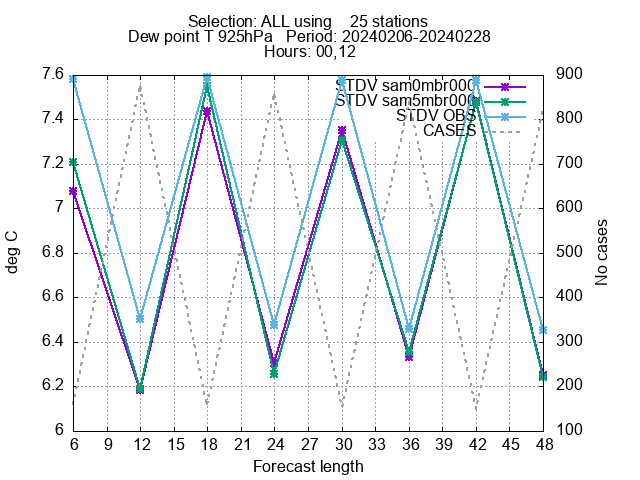 Selection: ALL using    25 stations
Dew point T 925hPa   Period: 20240206-20240228
Hours: 00,12
STDV sam0mbr000
STDV sam5mbr000
STDV OBS
CASES
7.6
7.4
7.2
7
6.8
6.6
6.4
6.2
6
deg C
900
800
700
600
500
400
300
200
100
No cases
6 9 12 15 18 21 24 27 30 33 36 39 42 45 48
Forecast length